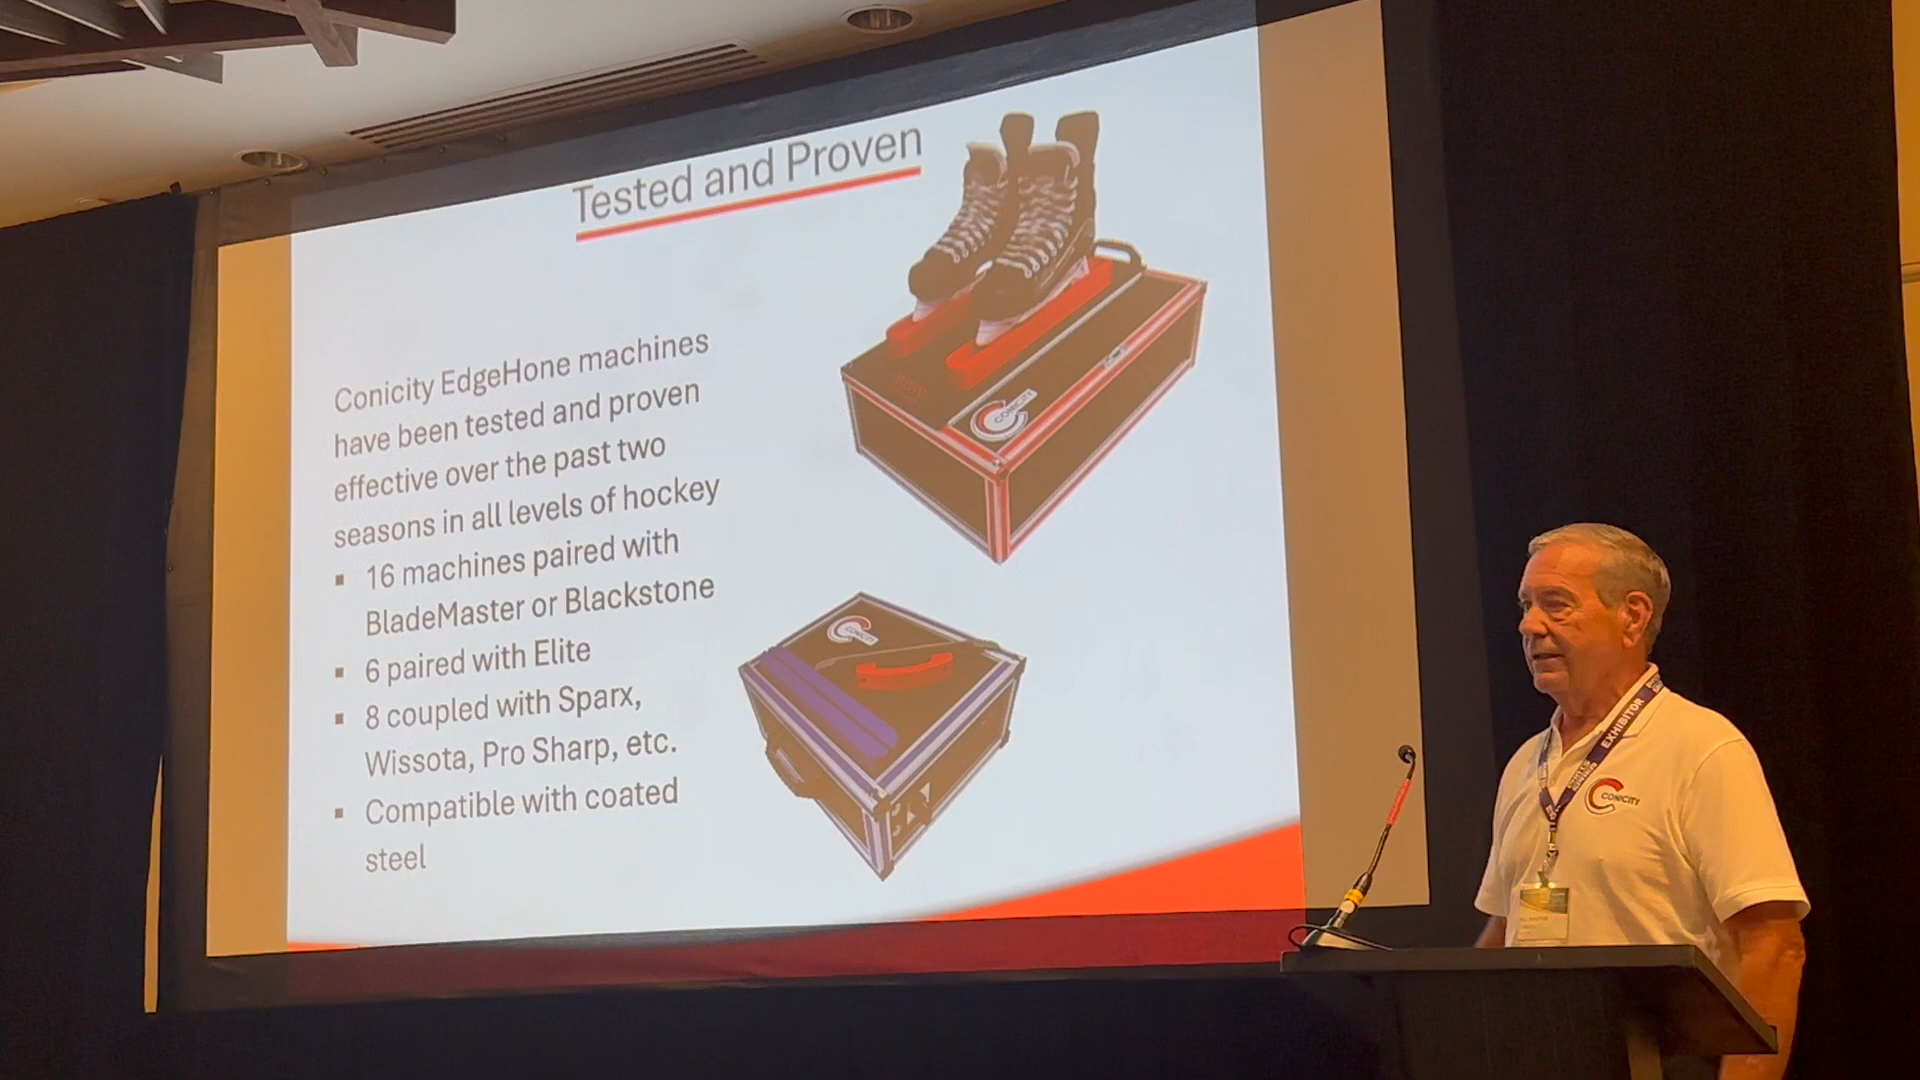 Tested and Proven
Conicity EdgeHone machines
have been tested and proven
effective over the past two
seasons in all levels of hockey
▪ 16 machines paired with
BladeMaster or Blackstone
▪ 6 paired with Elite
▪ 8 coupled with Sparx,
Wissota, Pro Sharp, etc.
▪ Compatible with coated
steel
CONICITY
CONICITY
EXHIBITOR
CONICITY